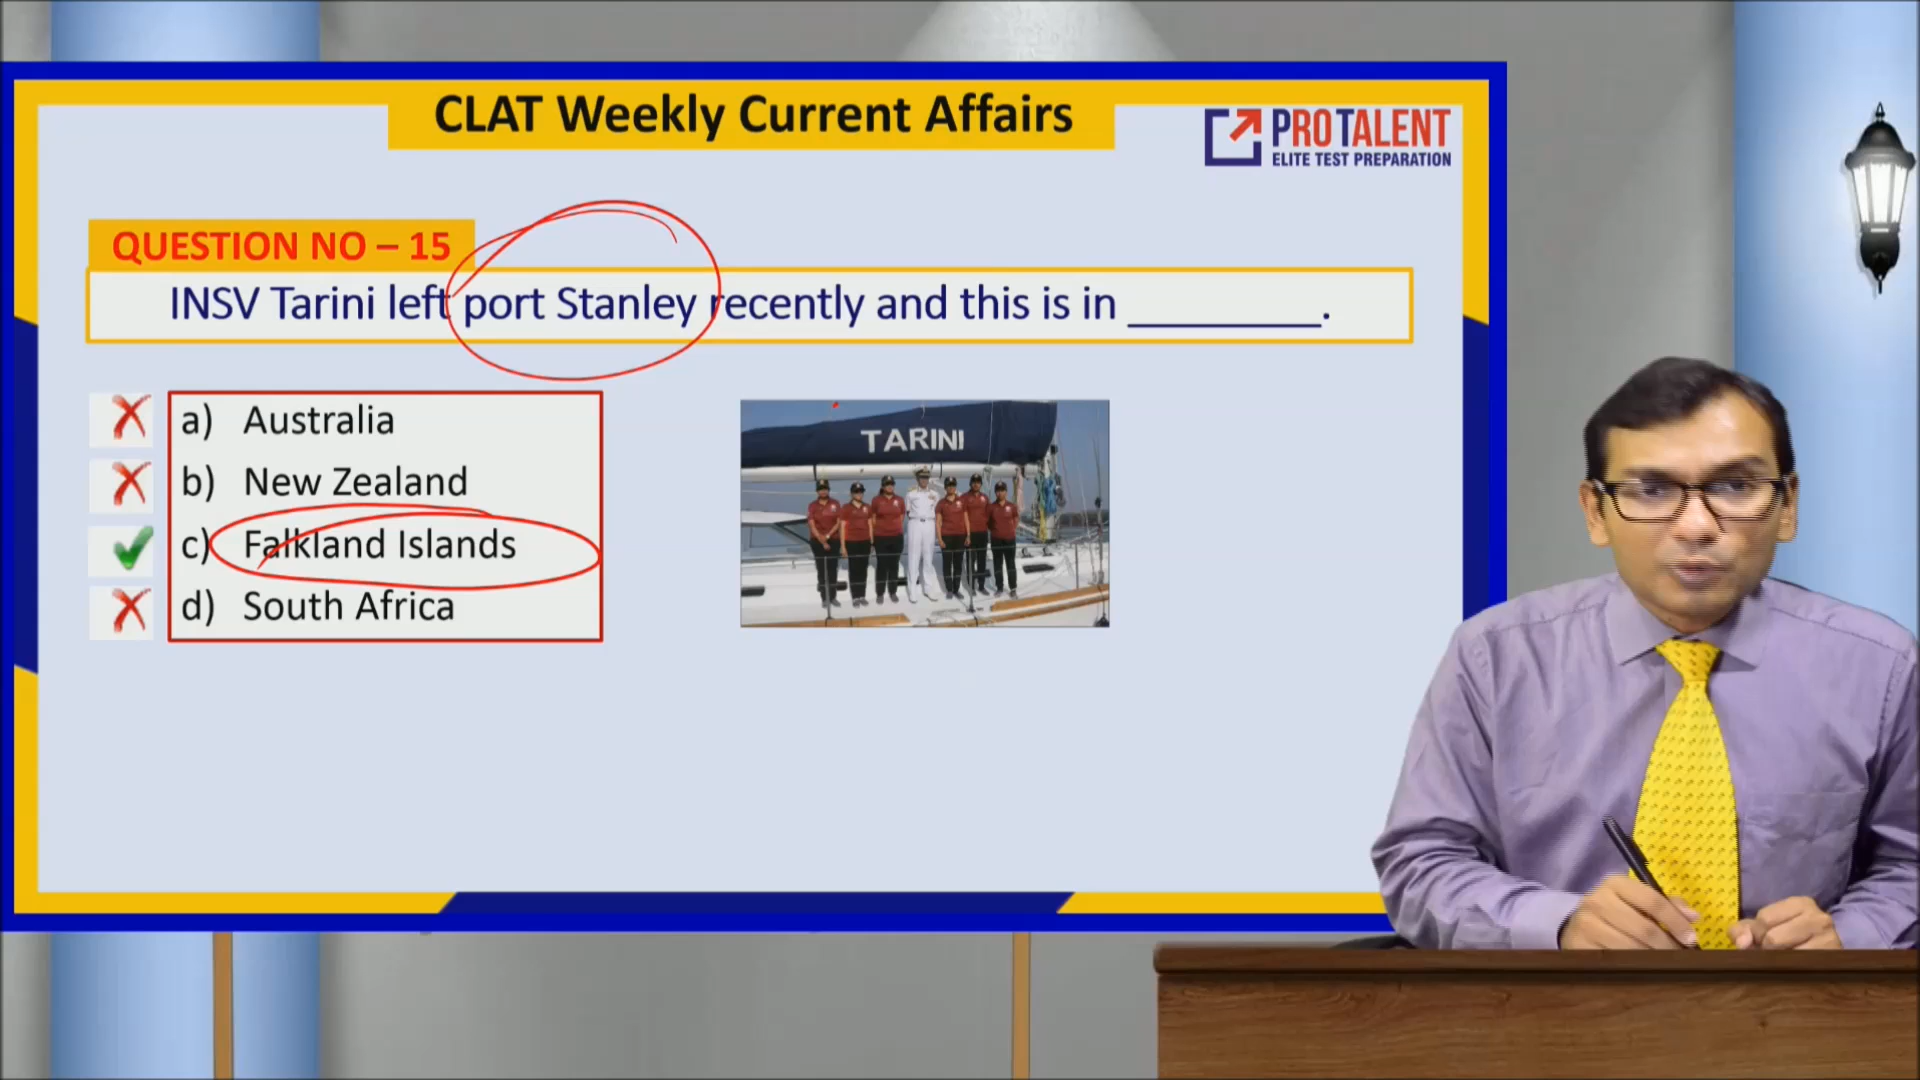 CLAT Weekly Current Affairs
PROTALENT
ELITE TEST PREPARATION
QUESTION NO – 15
INSV Tarini left port Stanley recently and this is in _________.
a) Australia
b) New Zealand
c) Falkland Islands
d) South Africa
TARINI